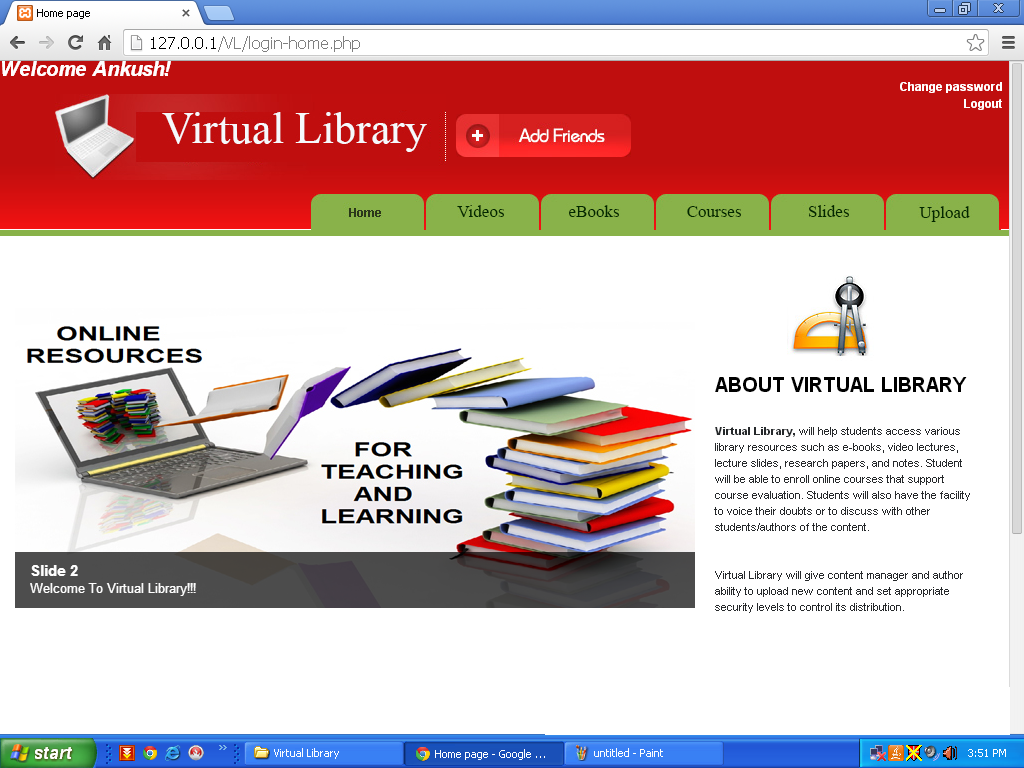 Home page
127.0.0.1/VL/login-home.php
Welcome Ankush!
Change password
Logout
Virtual Library
Add Friends
Home
Videos
eBooks
Courses
Slides
Upload
ONLINE
RESOURCES
FOR
TEACHING
AND
LEARNING
Slide 2
Welcome To Virtual Library!!!
ABOUT VIRTUAL LIBRARY
Virtual Library, will help students access various
library resources such as e-books, video lectures,
lecture slides, research papers, and notes. Student
will be able to enroll online courses that support
course evaluation. Students will also have the facility
to voice their doubts or to discuss with other
students/authors of the content.
Virtual Library will give content manager and author
ability to upload new content and set appropriate
security levels to control its distribution.
start
Virtual Library
Home page - Google ...
untitled - Paint
3:51 PM